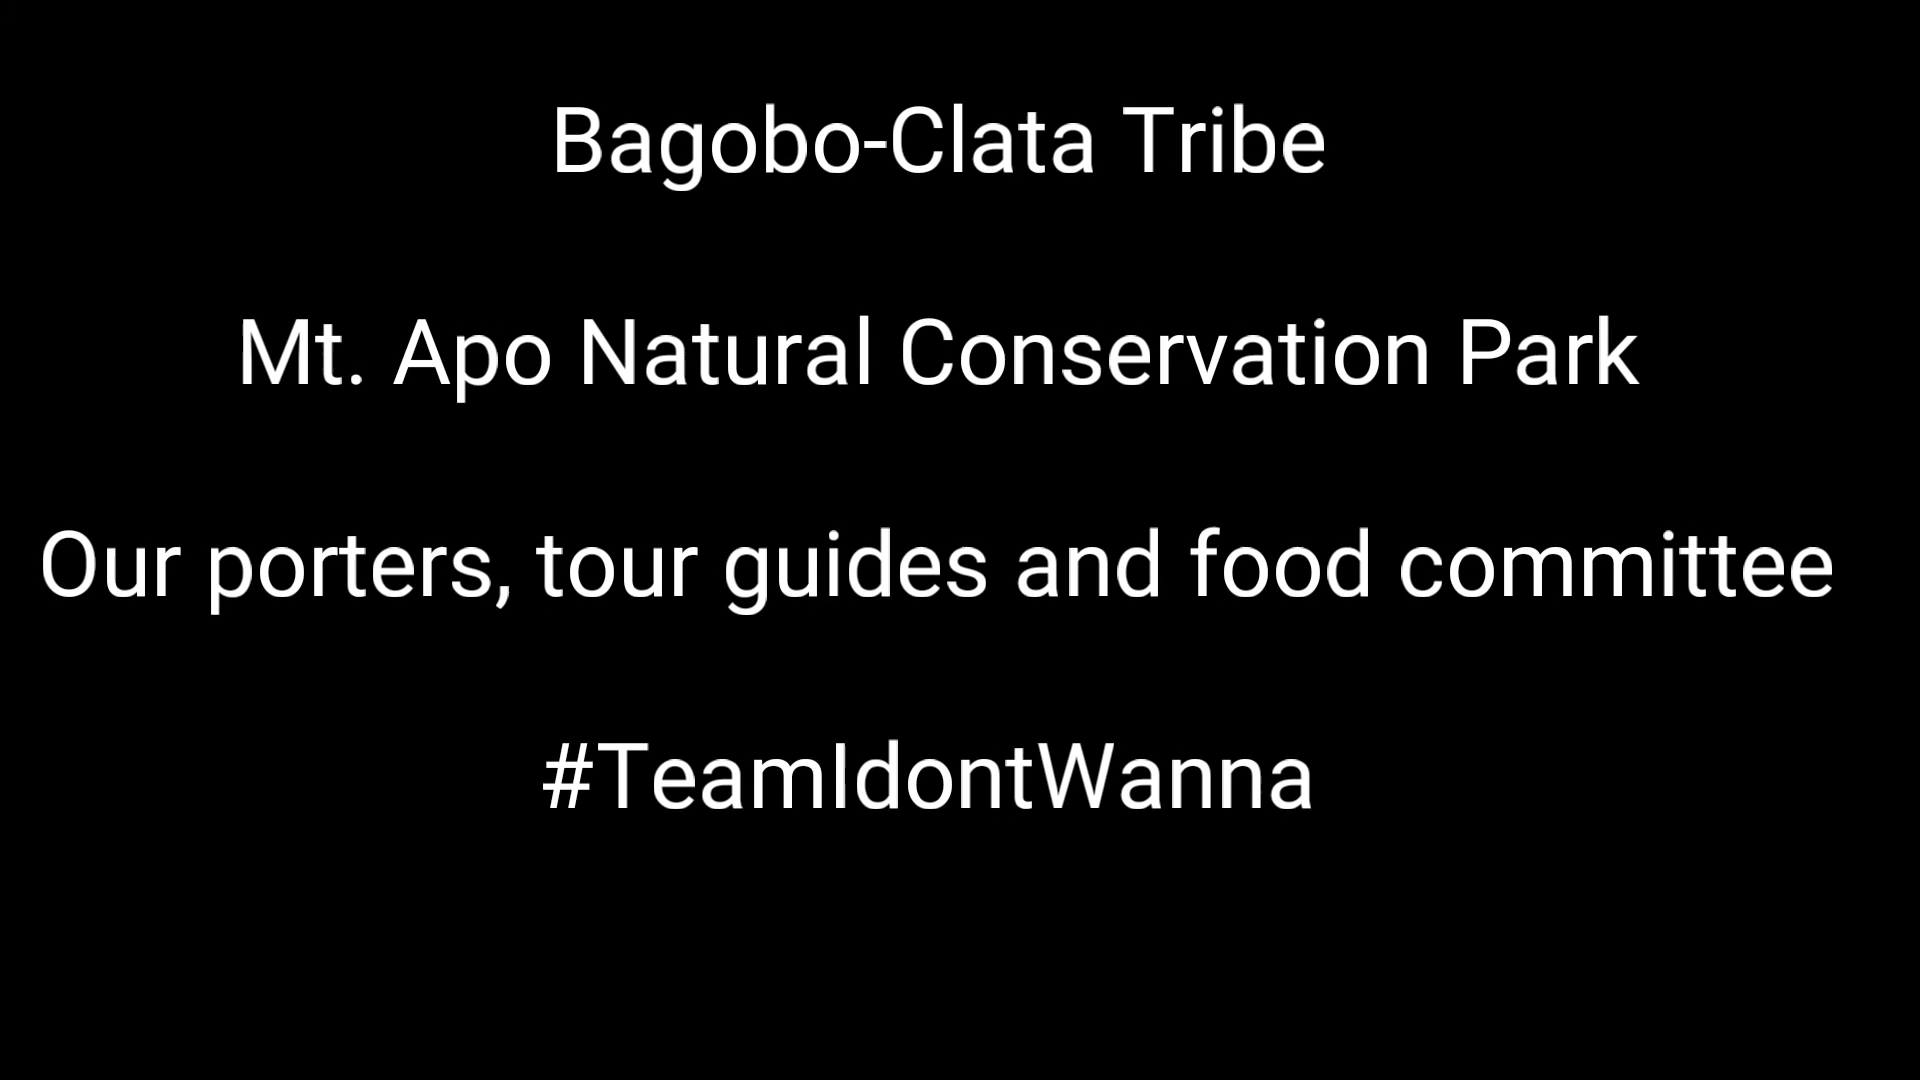 Bagobo-Clata Tribe
Mt. Apo Natural Conservation Park
Our porters, tour guides and food committee
#TeamIdontWanna